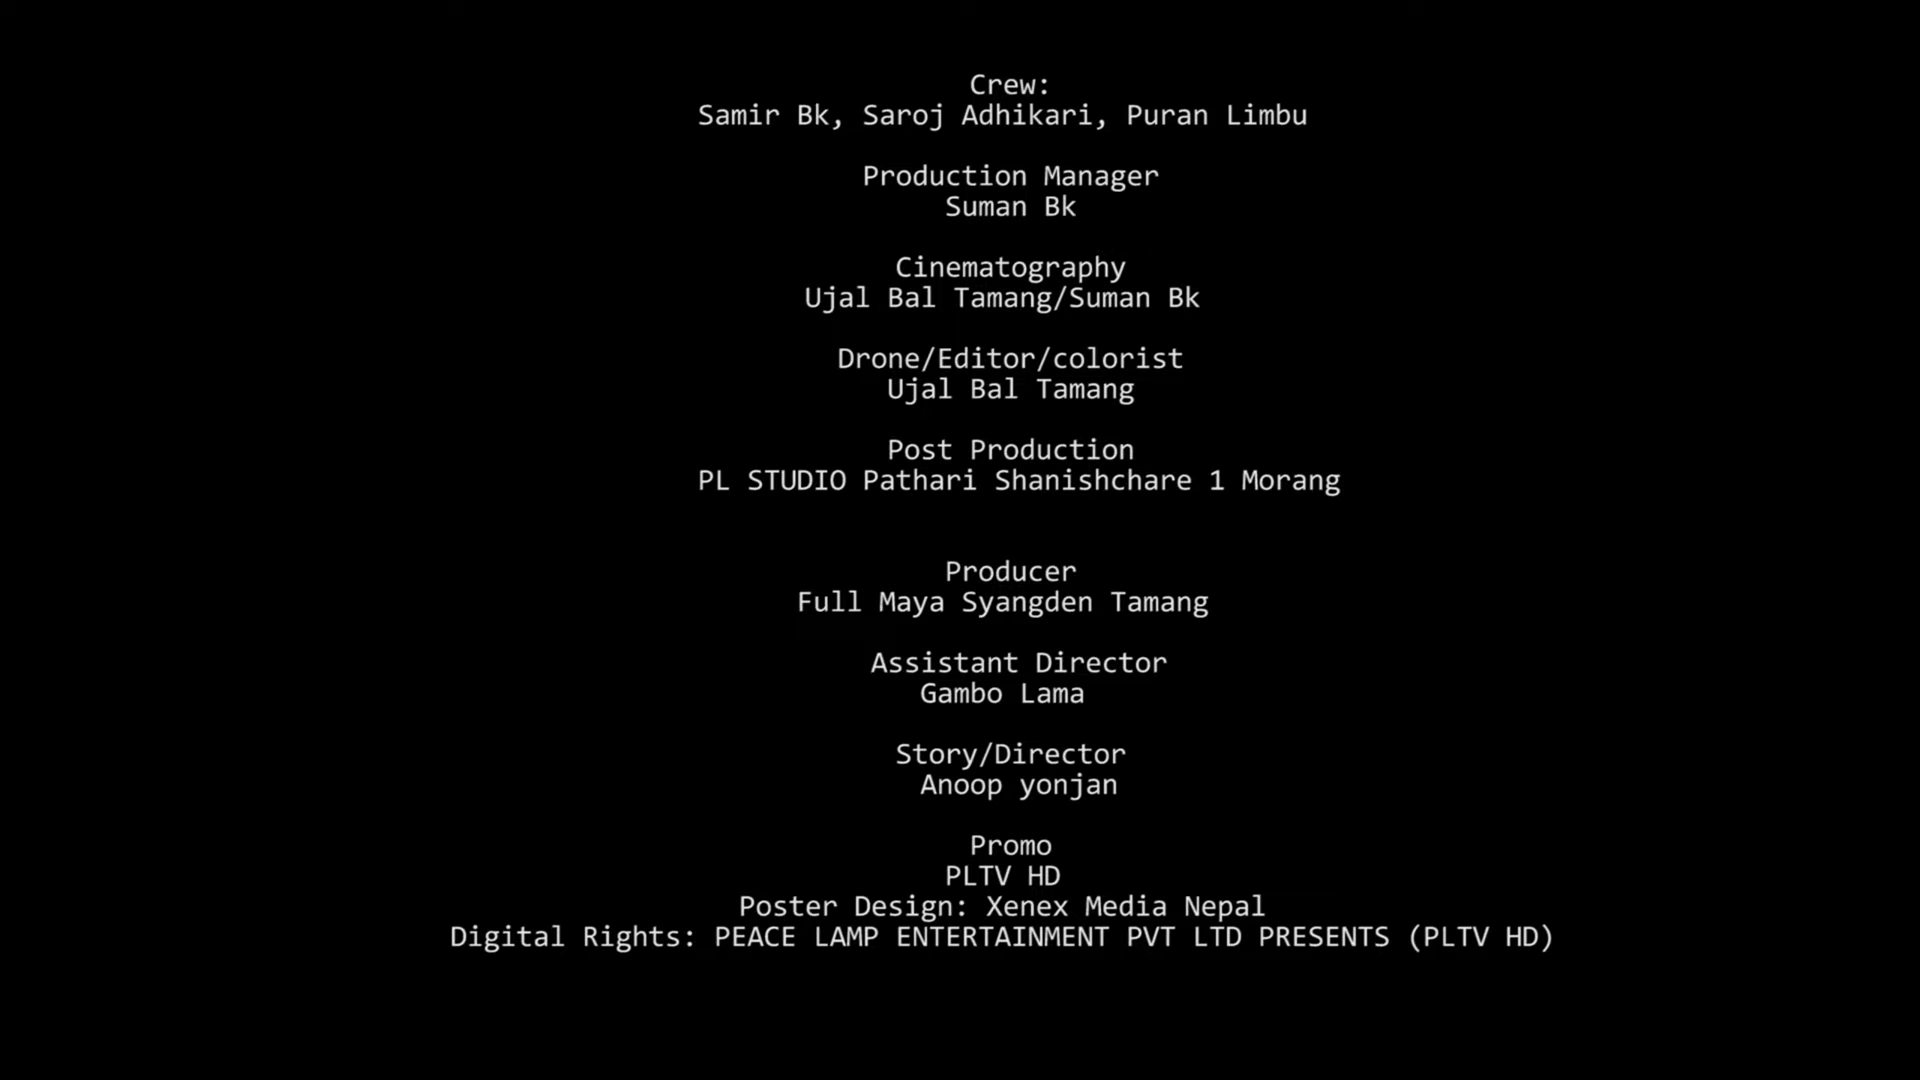 Crew:
Samir Bk, Saroj Adhikari, Puran Limbu
Production Manager
Suman Bk
Cinematography
Ujal Bal Tamang/Suman Bk
Drone/Editor/colorist
Ujal Bal Tamang
Post Production
PL STUDIO Pathari Shanishchare 1 Morang
Producer
Full Maya Syangden Tamang
Assistant Director
Gambo Lama
Story/Director
Anoop yonjan
Promo
PLTV HD
Poster Design: Xenex Media Nepal
Digital Rights: PEACE LAMP ENTERTAINMENT PVT LTD PRESENTS (PLTV HD)